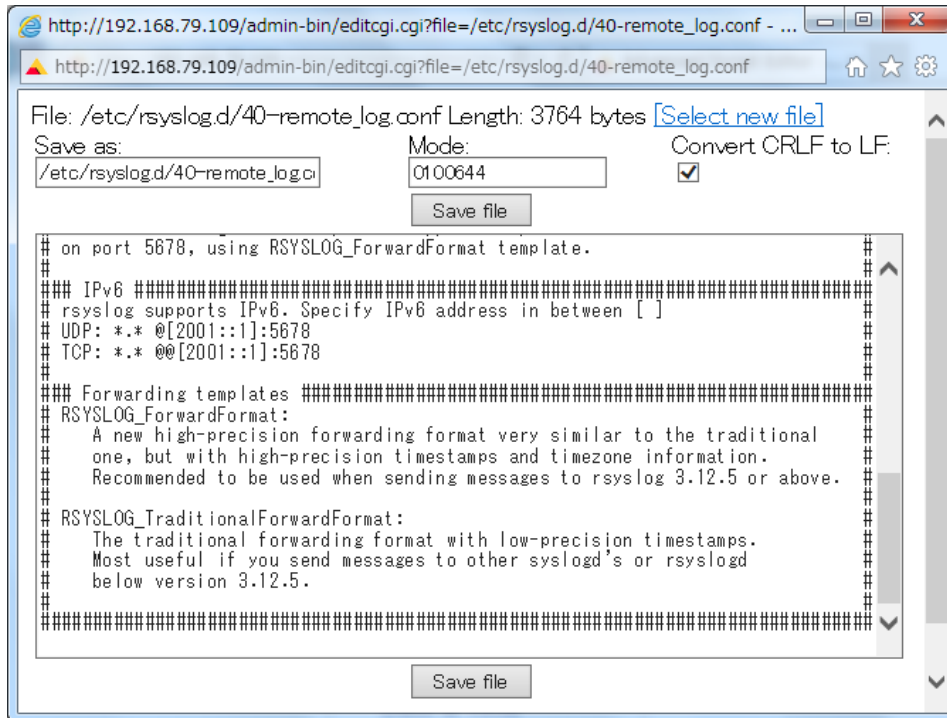 http://192.168.79.109/admin-bin/editcgi.cgi?file=/etc/rsyslog.d/40-remote_log.conf - ...
http://192.168.79.109/admin-bin/editcgi.cgi?file=/etc/rsyslog.d/40-remote_log.conf
File: /etc/rsyslog.d/40-remote_log.conf Length: 3764 bytes [Select new file]
Save as: Mode: Convert CRLF to LF:
/etc/rsyslog.d/40-remote_log.c 0100644
Save file
# on port 5678, using RSYSLOG_ForwardFormat template. #
# #
### IPv6 ######################################################################
# rsyslog supports IPv6. Specify IPv6 address in between [ ] #
# UDP: *.* @[2001::1]:5678 #
# TCP: *.* @@[2001::1]:5678 #
# #
### Forwarding templates ######################################################
# RSYSLOG_ForwardFormat: #
# A new high-precision forwarding format very similar to the traditional #
# one, but with high-precision timestamps and timezone information. #
# Recommended to be used when sending messages to rsyslog 3.12.5 or above. #
# #
# RSYSLOG_TraditionalForwardFormat: #
# The traditional forwarding format with low-precision timestamps. #
# Most useful if you send messages to other syslogd's or rsyslogd #
# below version 3.12.5. #
# #
###############################################################################
Save file